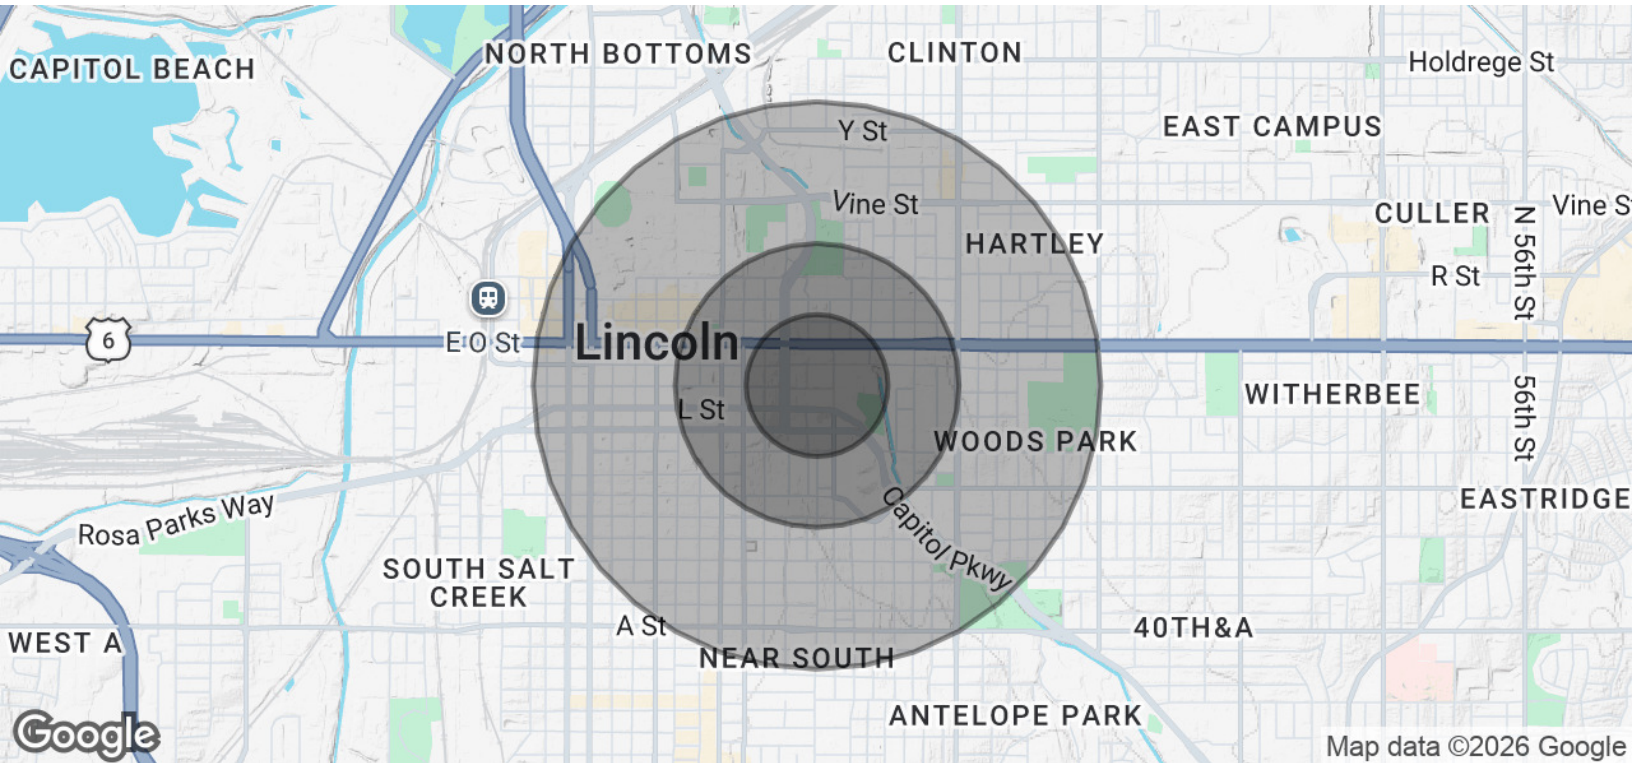 NORTH BOTTOMS
CLINTON
CAPITOL BEACH
Holdrege St
Y St
EAST CAMPUS
Vine St
CULLER
Vine S
N 56th St
HARTLEY
R St
6
E O St
Lincoln
L St
WITHERBEE
56th St
WOODS PARK
EASTRIDGE
Rosa Parks Way
Capitol Pkwy
SOUTH SALT
CREEK
A St
WEST A
40TH&A
NEAR SOUTH
ANTELOPE PARK
Google
Map data ©2026 Google